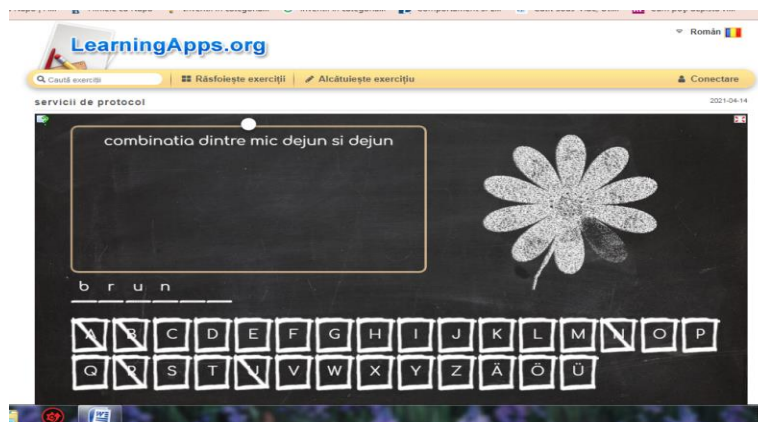 LearningApps.org
Român
Caută exerciții
Răsfoiește exerciții
Alcătuiește exercițiu
Conectare
servicii de protocol
2021-04-14
combinatia dintre mic dejun si dejun
b r u n
A B C D E F G H I J K L M N O P
Q R S T U V W X Y Z Ä Ö Ü